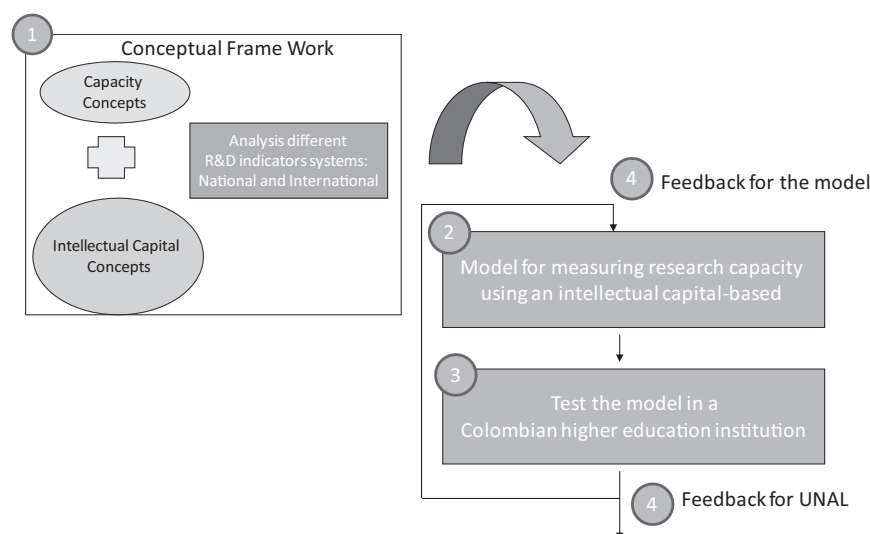 1
Conceptual Frame Work
Capacity
Concepts
Analysis different
R&D indicators systems:
National and International
Intellectual Capital
Concepts
4
Feedback for the model
2
Model for measuring research capacity
using an intellectual capital-based
3
Test the model in a
Colombian higher education institution
4
Feedback for UNAL